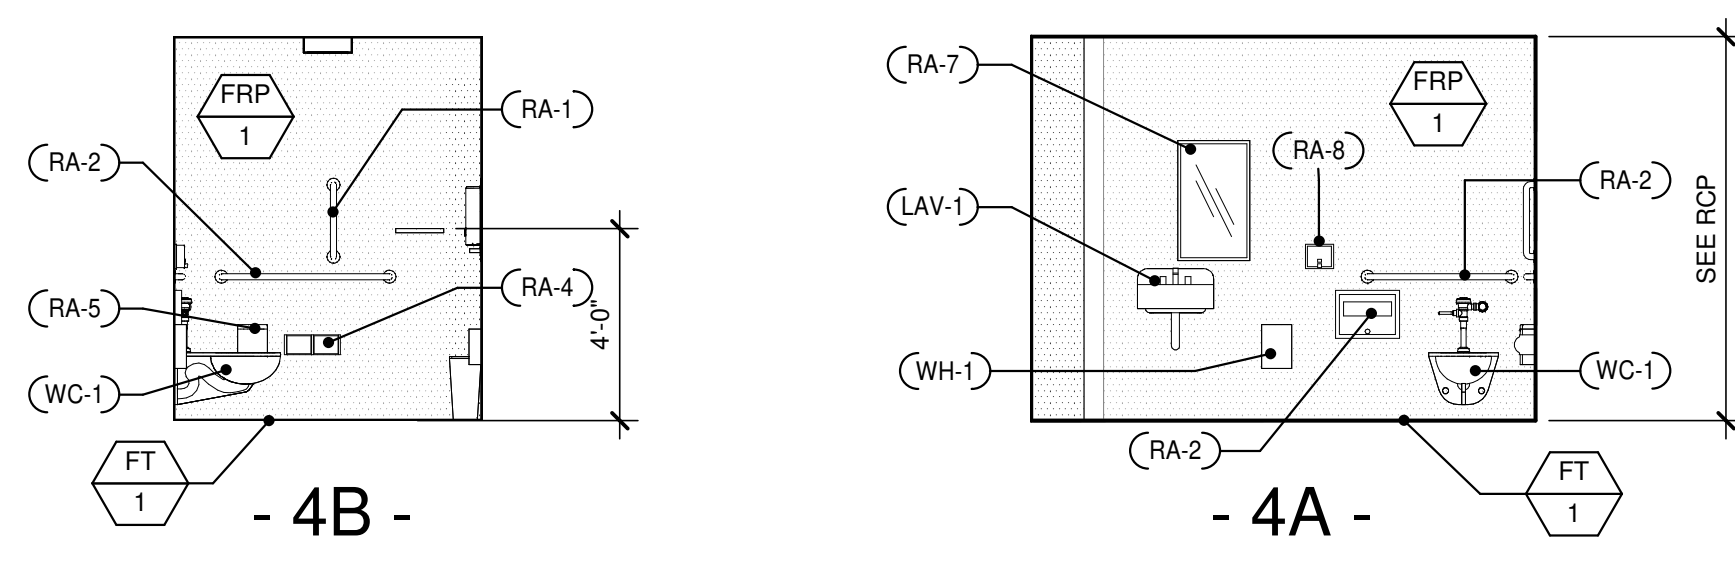 FRP
1
RA-1
RA-2
RA-4
RA-5
4'-0"
WC-1
FT
1
- 4B -
RA-7
FRP
1
RA-8
RA-2
LAV-1
SEE RCP
WH-1
WC-1
RA-2
FT
1
- 4A -